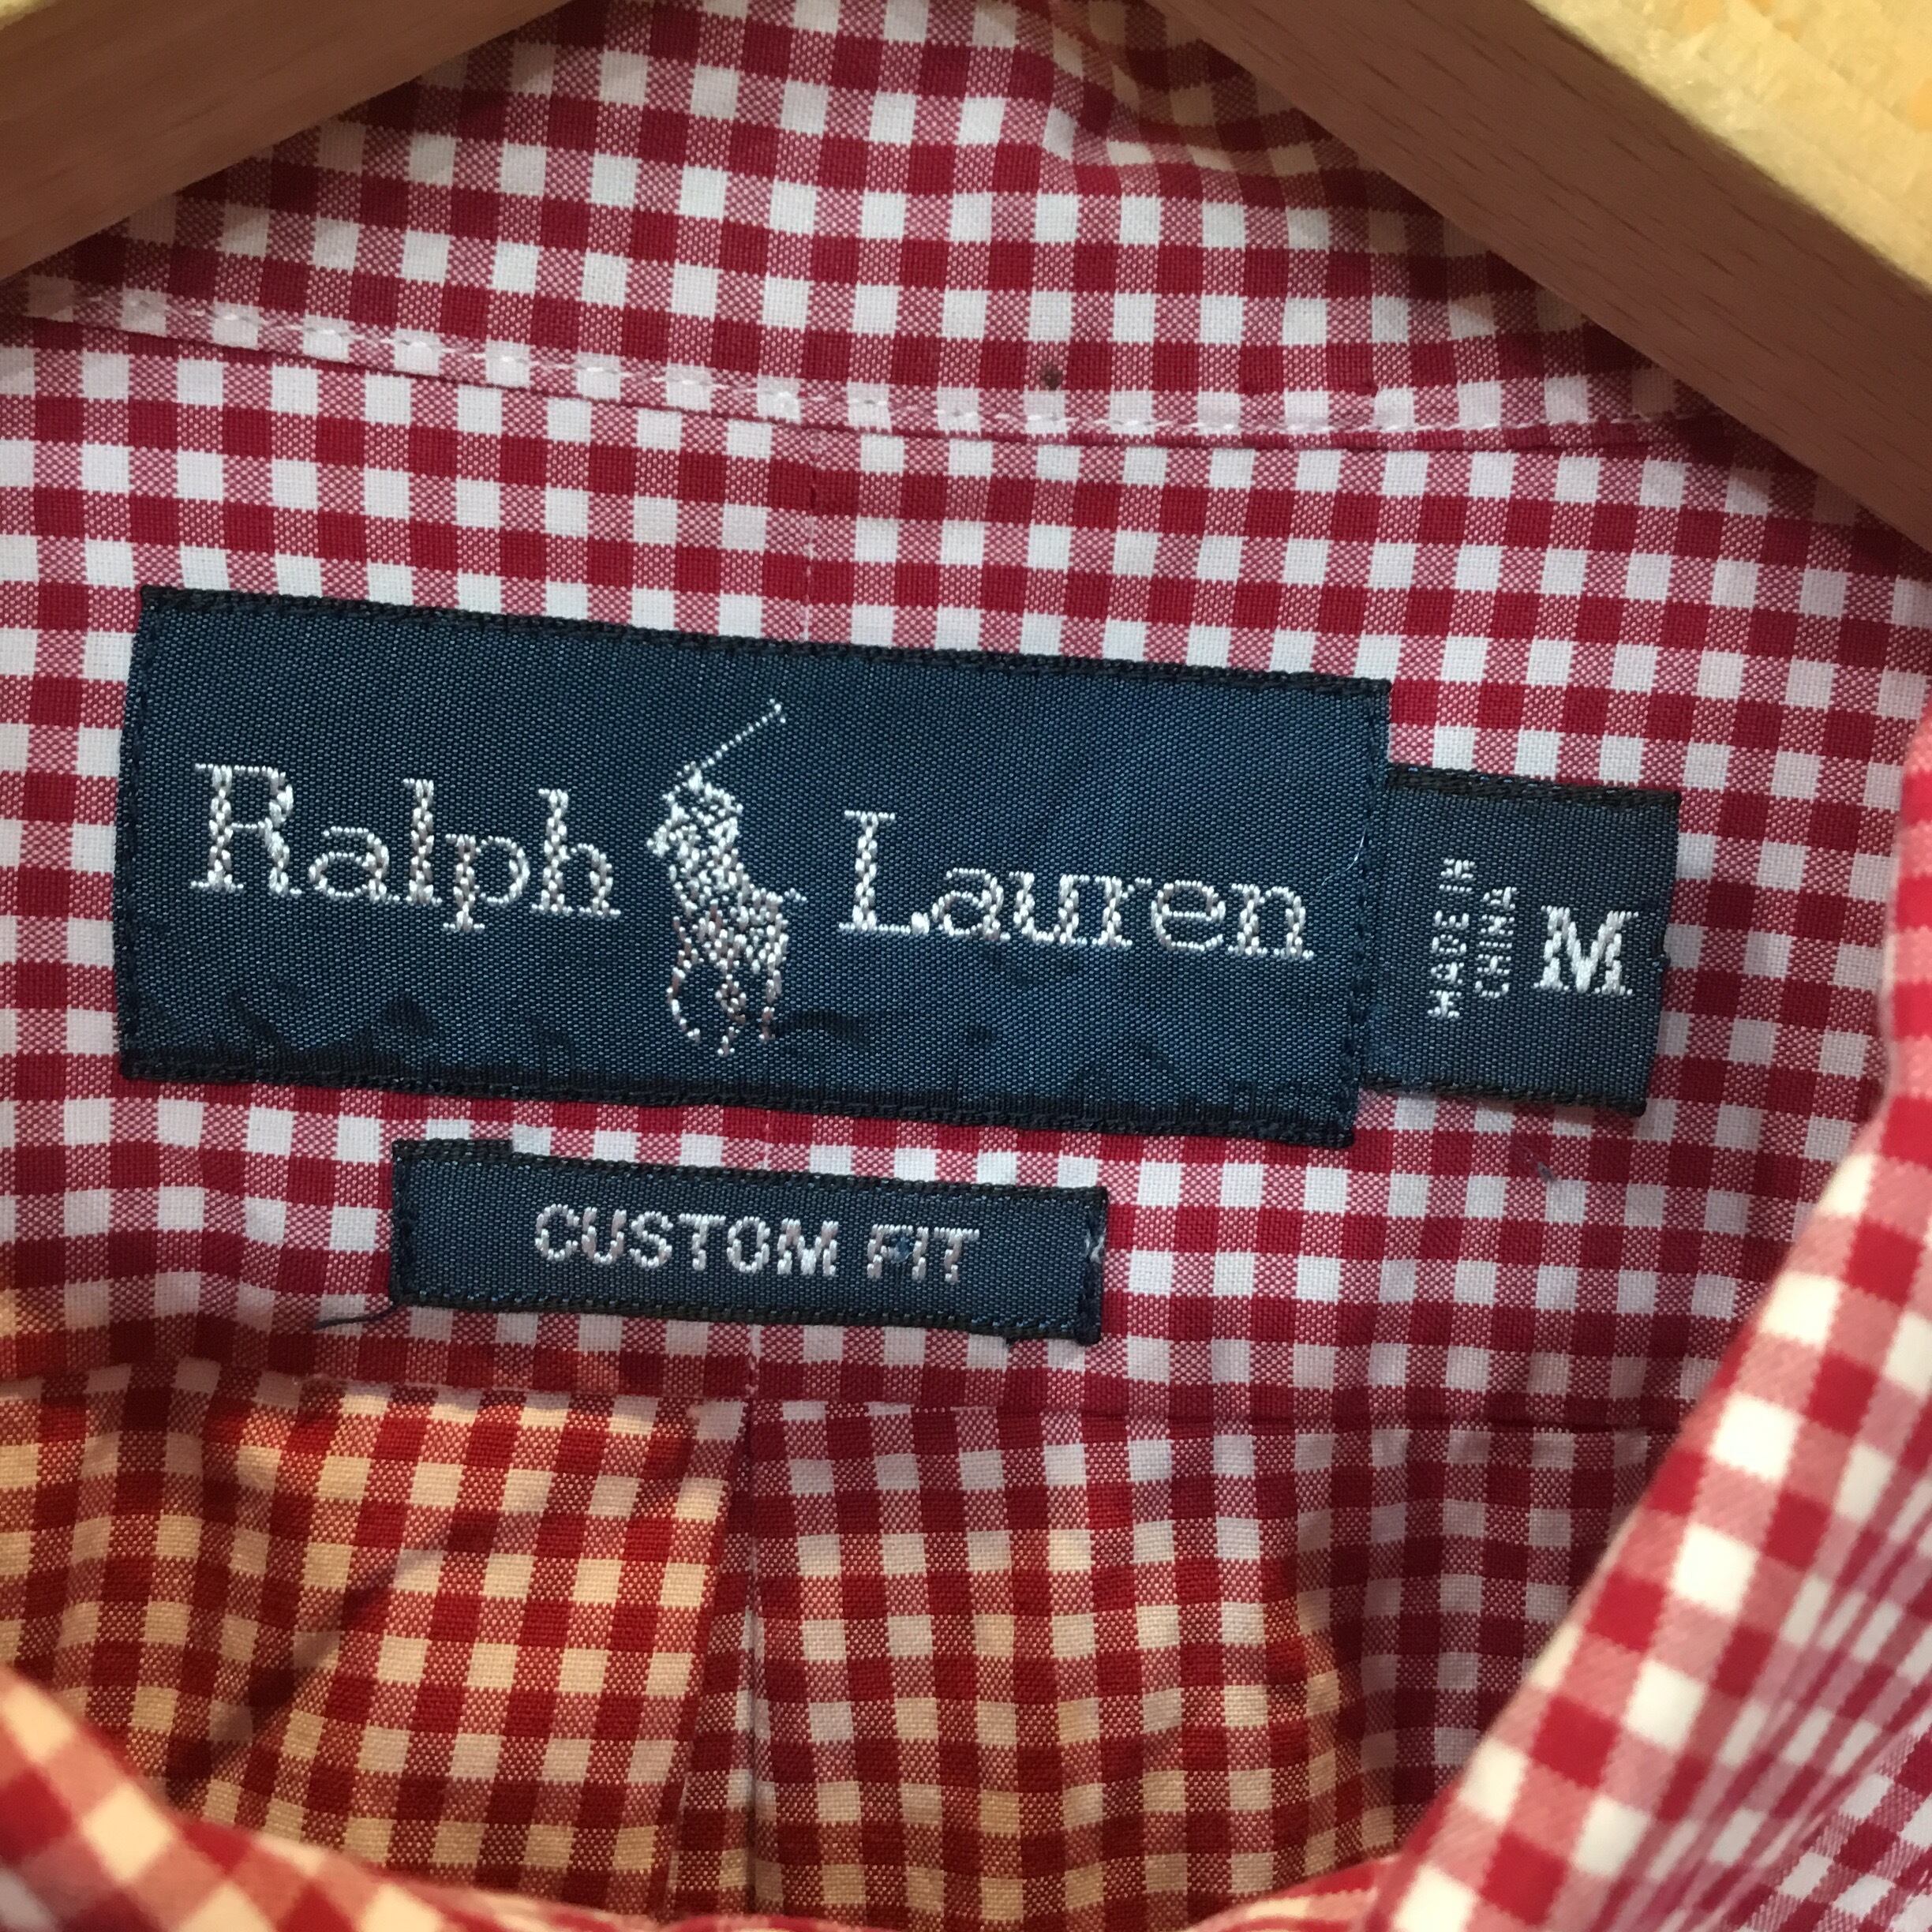 Ralph Lauren
MADE IN
CHINA
M
CUSTOM FIT